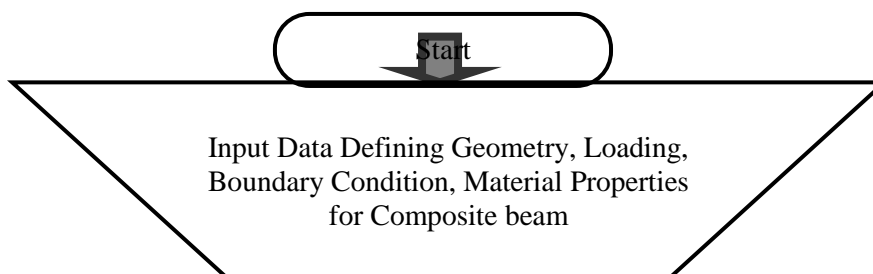 Start
Input Data Defining Geometry, Loading,
Boundary Condition, Material Properties
for Composite beam